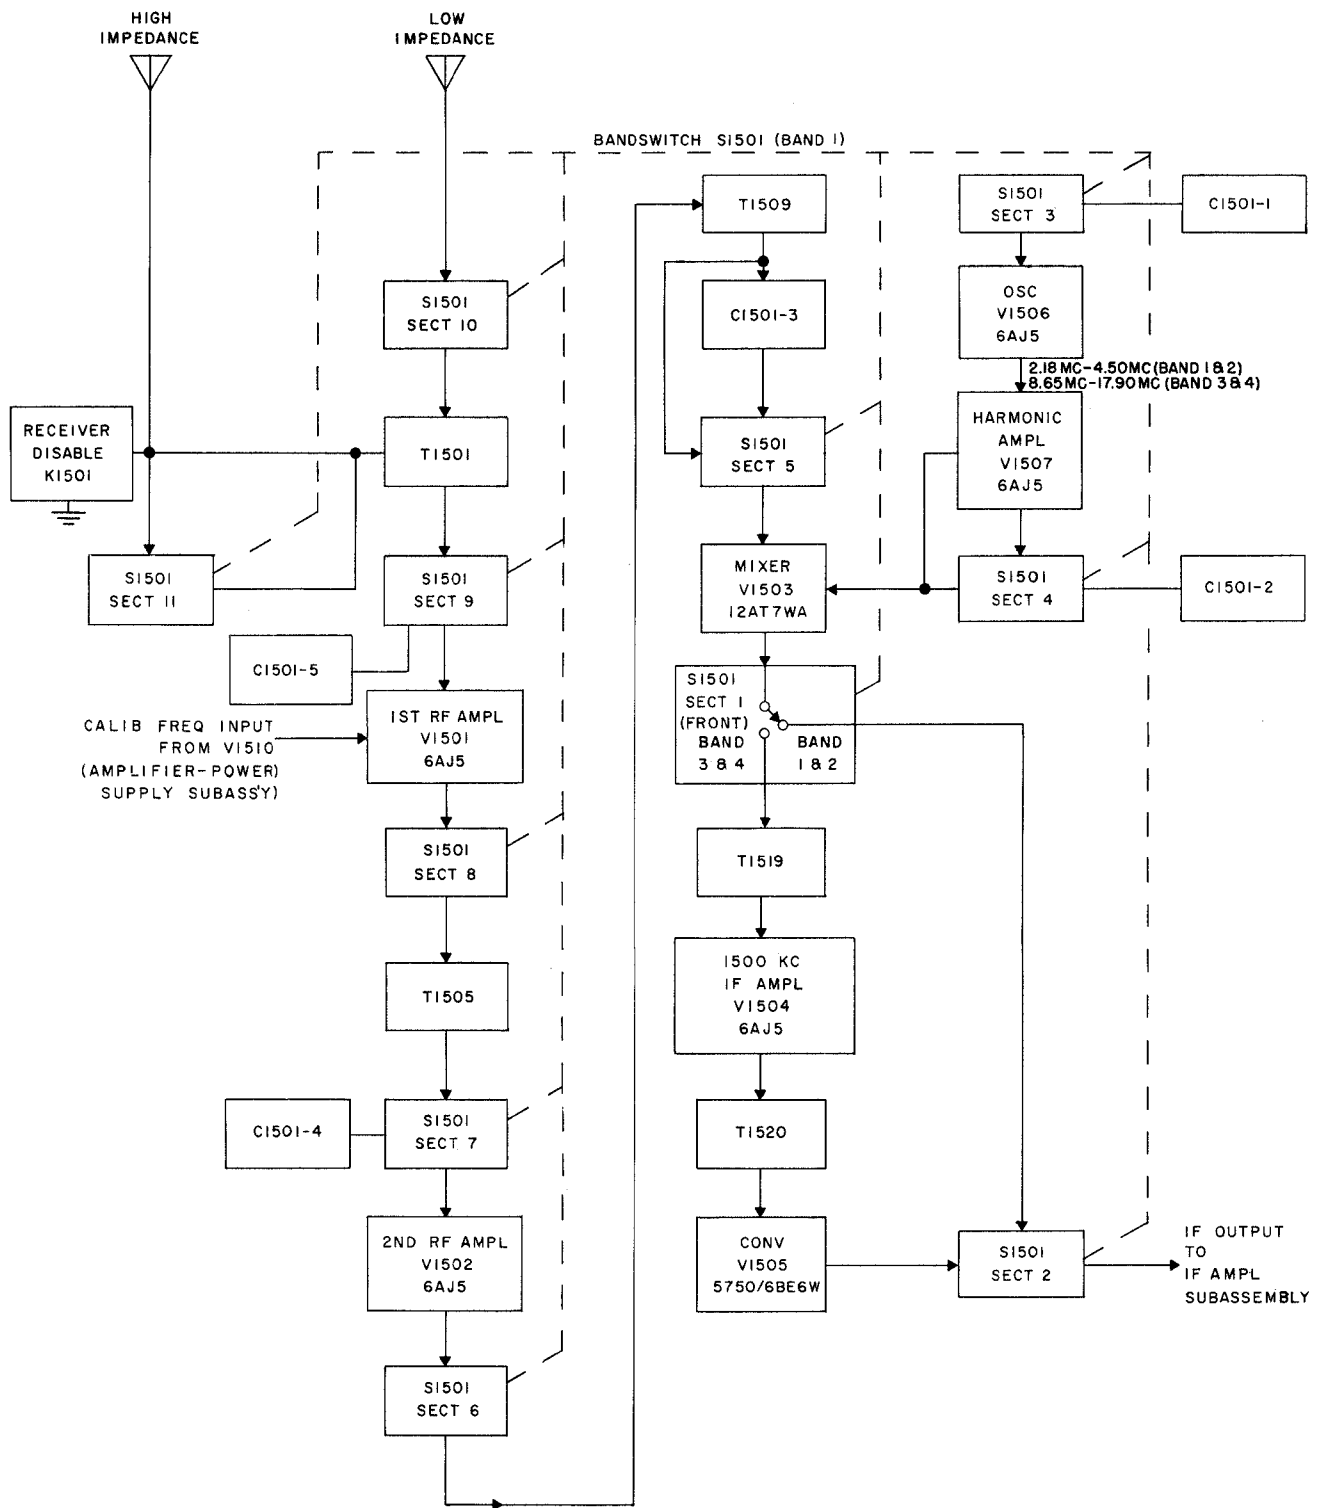 HIGH
IMPEDANCE
LOW
IMPEDANCE
BANDSWITCH S1501 (BAND 1)
S1501
SECT 10
RECEIVER
DISABLE
K1501
T1501
S1501
SECT 11
S1501
SECT 9
C1501-5
1ST RF AMPL
V1501
6AJ5
CALIB FREQ INPUT
FROM V1510
(AMPLIFIER-POWER)
SUPPLY SUBASS'Y)
S1501
SECT 8
T1505
C1501-4
S1501
SECT 7
2ND RF AMPL
V1502
6AJ5
S1501
SECT 6
T1509
C1501-3
S1501
SECT 5
MIXER
V1503
12AT7WA
S1501
SECT 1
(FRONT)
BAND
3 & 4
BAND
1 & 2
T1519
1500 KC
IF AMPL
V1504
6AJ5
T1520
CONV
V1505
5750/6BE6W
S1501
SECT 3
C1501-1
OSC
V1506
6AJ5
2.18MC-4.50MC (BAND 1 & 2)
8.65MC-17.90MC (BAND 3 & 4)
HARMONIC
AMPL
V1507
6AJ5
S1501
SECT 4
C1501-2
S1501
SECT 2
IF OUTPUT
TO
IF AMPL
SUBASSEMBLY